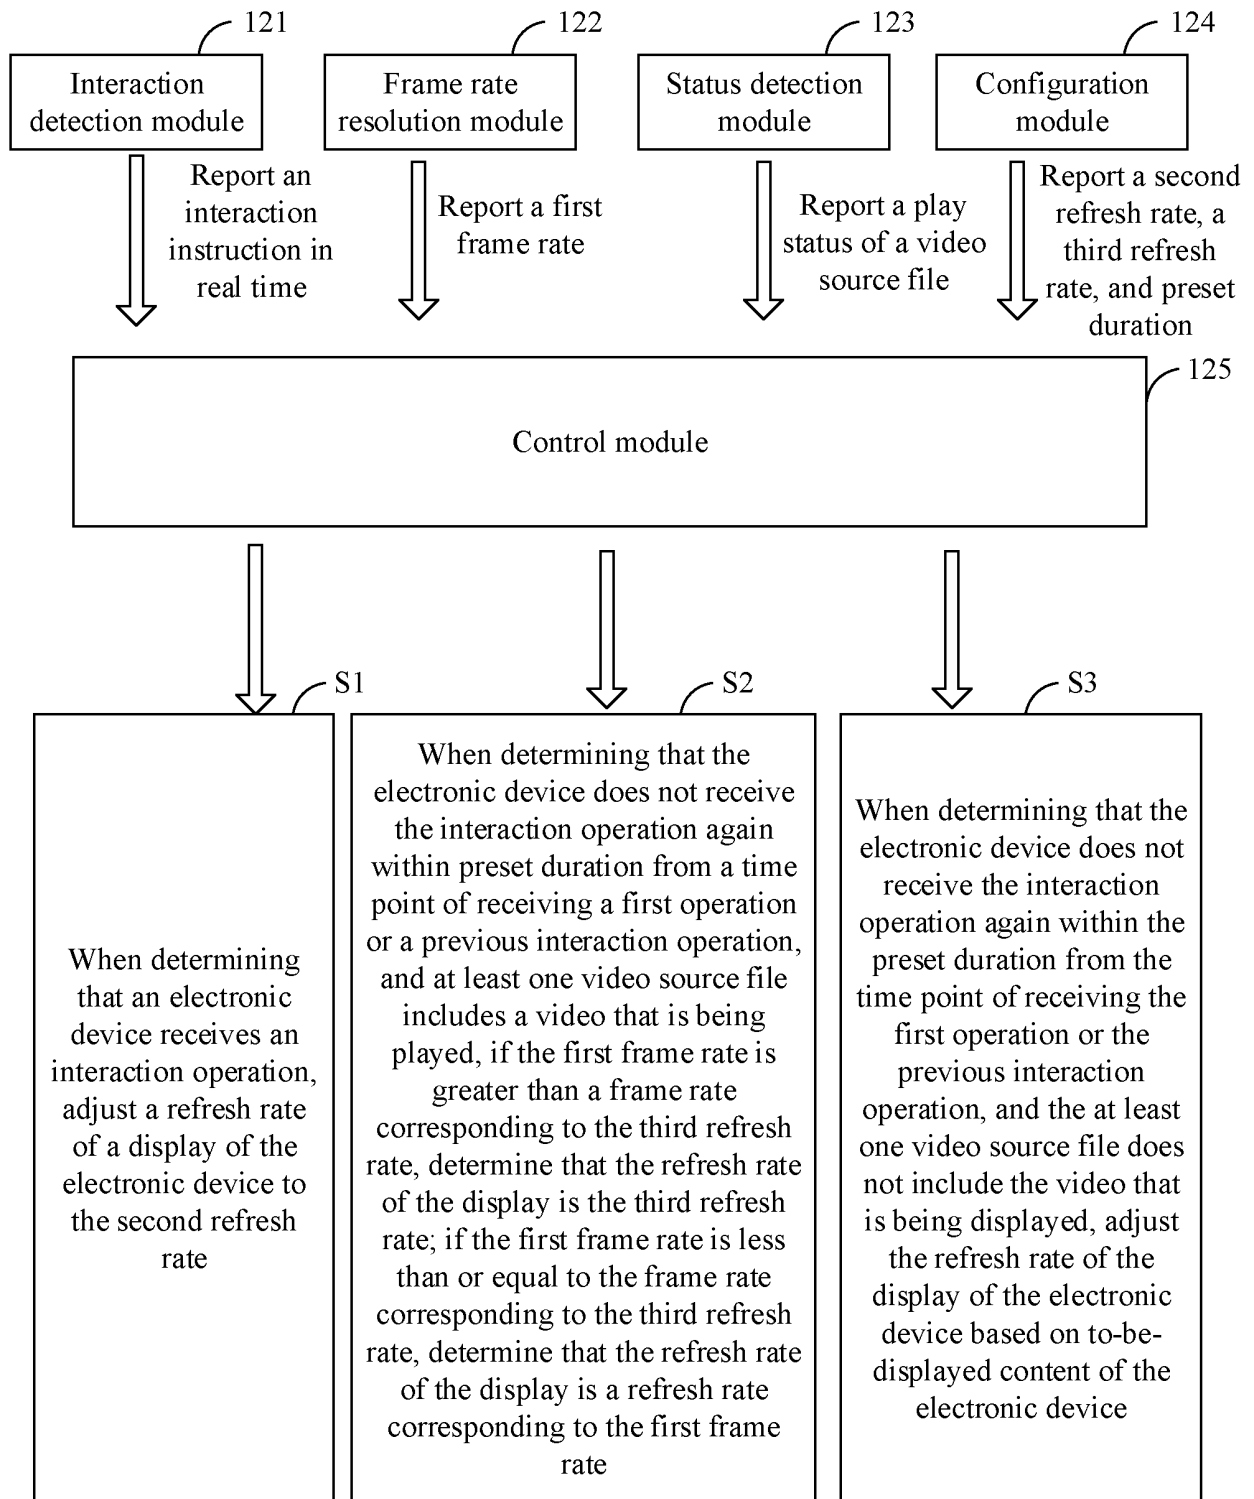 121
122
123
124
Interaction
detection module
Frame rate
resolution module
Status detection
module
Configuration
module
Report an
interaction
instruction in
real time
Report a first
frame rate
Report a play
status of a video
source file
Report a second
refresh rate, a
third refresh
rate, and preset
duration
125
Control module
S1
S2
S3
When determining
that an electronic
device receives an
interaction operation,
adjust a refresh rate
of a display of the
electronic device to
the second refresh
rate
When determining that the
electronic device does not receive
the interaction operation again
within preset duration from a time
point of receiving a first operation
or a previous interaction operation,
and at least one video source file
includes a video that is being
played, if the first frame rate is
greater than a frame rate
corresponding to the third refresh
rate, determine that the refresh rate
of the display is the third refresh
rate; if the first frame rate is less
than or equal to the frame rate
corresponding to the third refresh
rate, determine that the refresh rate
of the display is a refresh rate
corresponding to the first frame
rate
When determining that the
electronic device does not
receive the interaction
operation again within the
preset duration from the
time point of receiving the
first operation or the
previous interaction
operation, and the at least
one video source file does
not include the video that
is being displayed, adjust
the refresh rate of the
display of the electronic
device based on to-be-
displayed content of the
electronic device